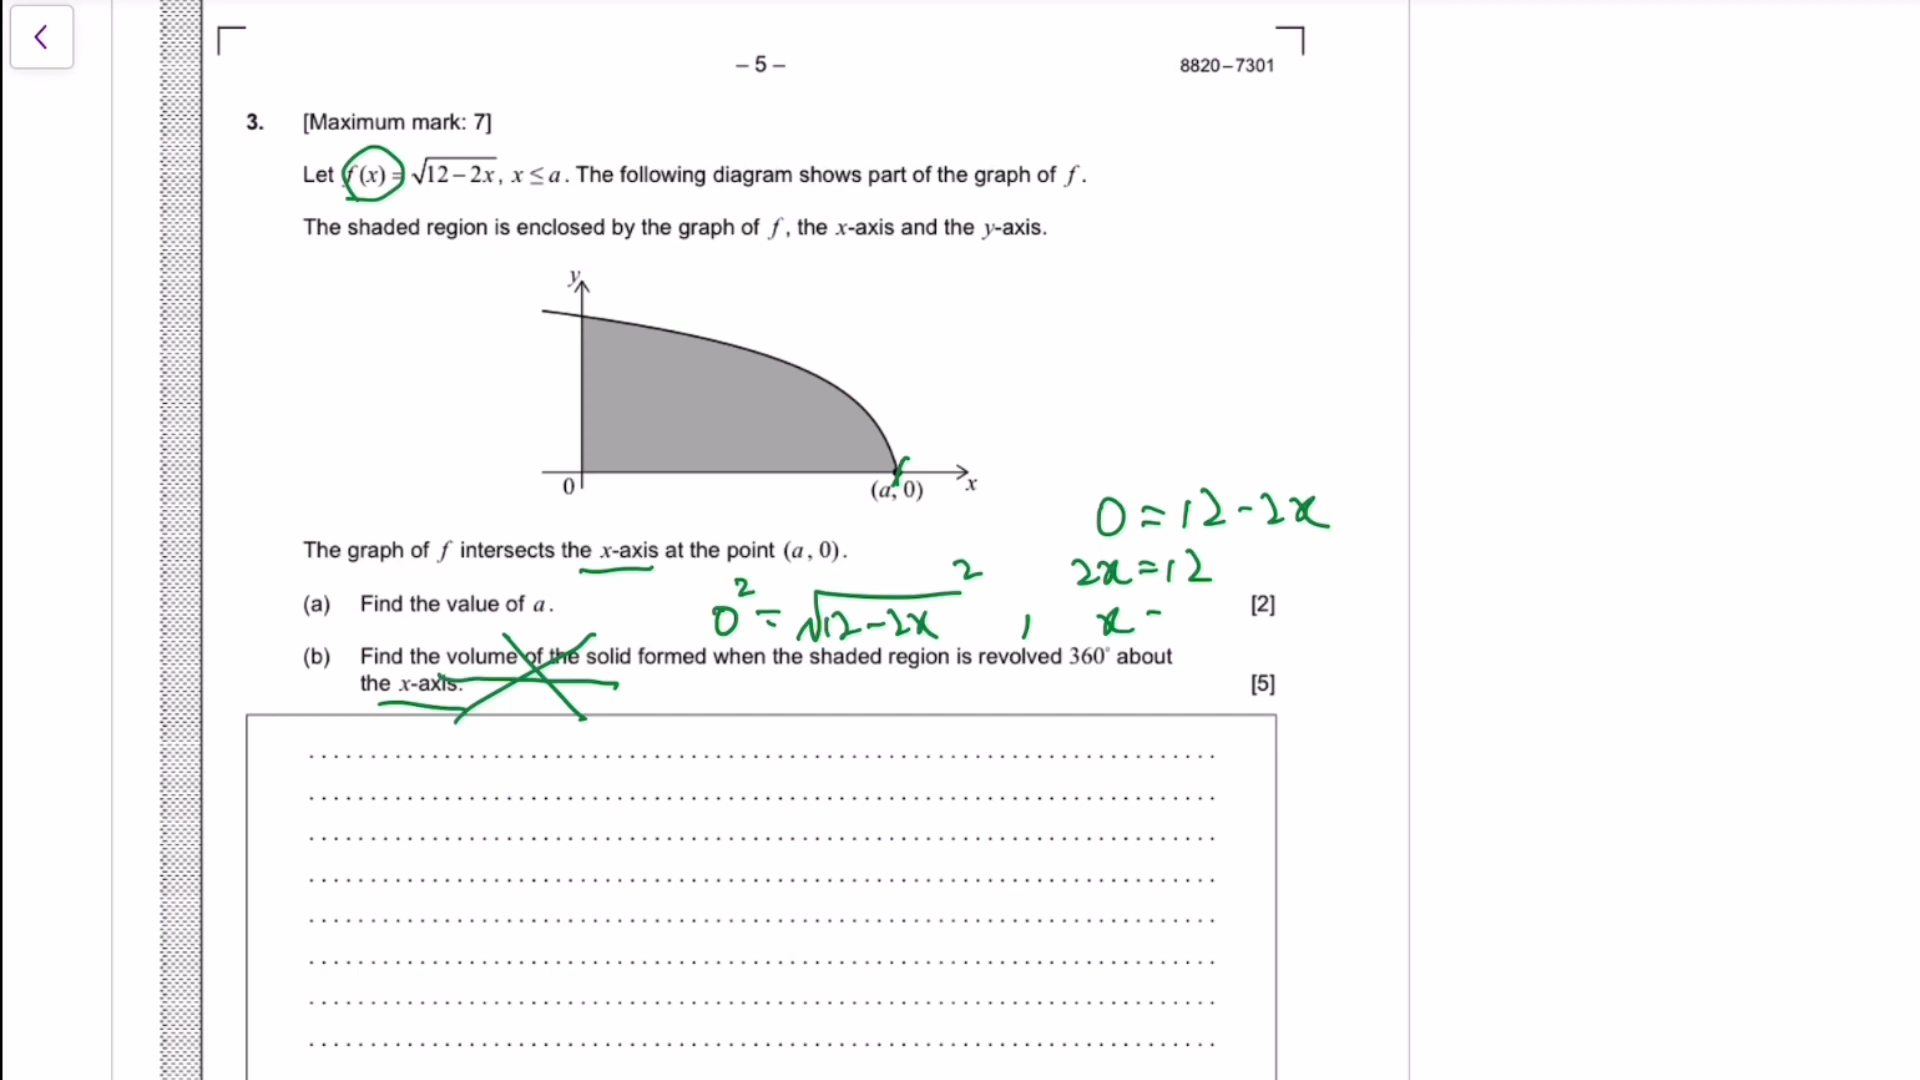 – 5 –
8820–7301
3. [Maximum mark: 7]
Let f(x) = √12 – 2x, x ≤ a. The following diagram shows part of the graph of f.
The shaded region is enclosed by the graph of f, the x-axis and the y-axis.
y
0
(a, 0)
x
0 = 12 - 2x
The graph of f intersects the x-axis at the point (a, 0).
2x = 12
(a) Find the value of a. [2]
0² = √12 - 2x ² , x =
(b) Find the volume of the solid formed when the shaded region is revolved 360° about
the x-axis. [5]